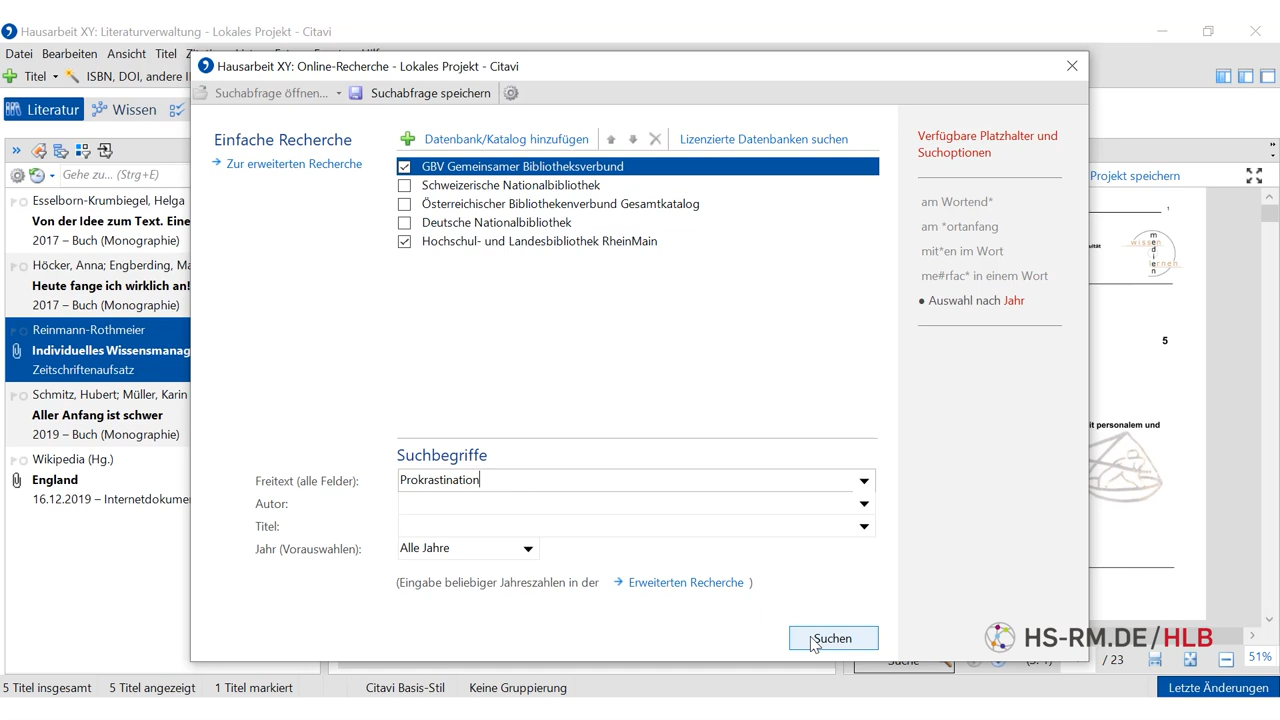 Hausarbeit XY: Literaturverwaltung - Lokales Projekt - Citavi
Datei Bearbeiten Ansicht Titel
Titel ISBN, DOI, andere
Literatur Wissen
Gehe zu... (Strg+E)
Esselborn-Krumbiegel, Helga
Von der Idee zum Text. Eine
2017 – Buch (Monographie)
Höcker, Anna; Engberding, Ma
Heute fange ich wirklich an!
2017 – Buch (Monographie)
Reinmann-Rothmeier
Individuelles Wissensmanag
Zeitschriftenaufsatz
Schmitz, Hubert; Müller, Karin
Aller Anfang ist schwer
2019 – Buch (Monographie)
Wikipedia (Hg.)
England
16.12.2019 – Internetdokume
Hausarbeit XY: Online-Recherche - Lokales Projekt - Citavi
Suchabfrage öffnen... Suchabfrage speichern
Einfache Recherche
Zur erweiterten Recherche
Datenbank/Katalog hinzufügen Lizenzierte Datenbanken suchen
GBV Gemeinsamer Bibliotheksverbund
Schweizerische Nationalbibliothek
Österreichischer Bibliothekenverbund Gesamtkatalog
Deutsche Nationalbibliothek
Hochschul- und Landesbibliothek RheinMain
Suchbegriffe
Freitext (alle Felder): Prokrastination
Autor:
Titel:
Jahr (Vorauswahlen): Alle Jahre
(Eingabe beliebiger Jahreszahlen in der Erweiterten Recherche )
Suchen
Verfügbare Platzhalter und
Suchoptionen
am Wortend*
am *ortanfang
mit*en im Wort
me#rfac* in einem Wort
● Auswahl nach Jahr
Projekt speichern
1
wissen
medien
lernen
5
it personalem und
HS-RM.DE/HLB
/ 23
51%
5 Titel insgesamt 5 Titel angezeigt 1 Titel markiert Citavi Basis-Stil Keine Gruppierung
Letzte Änderungen